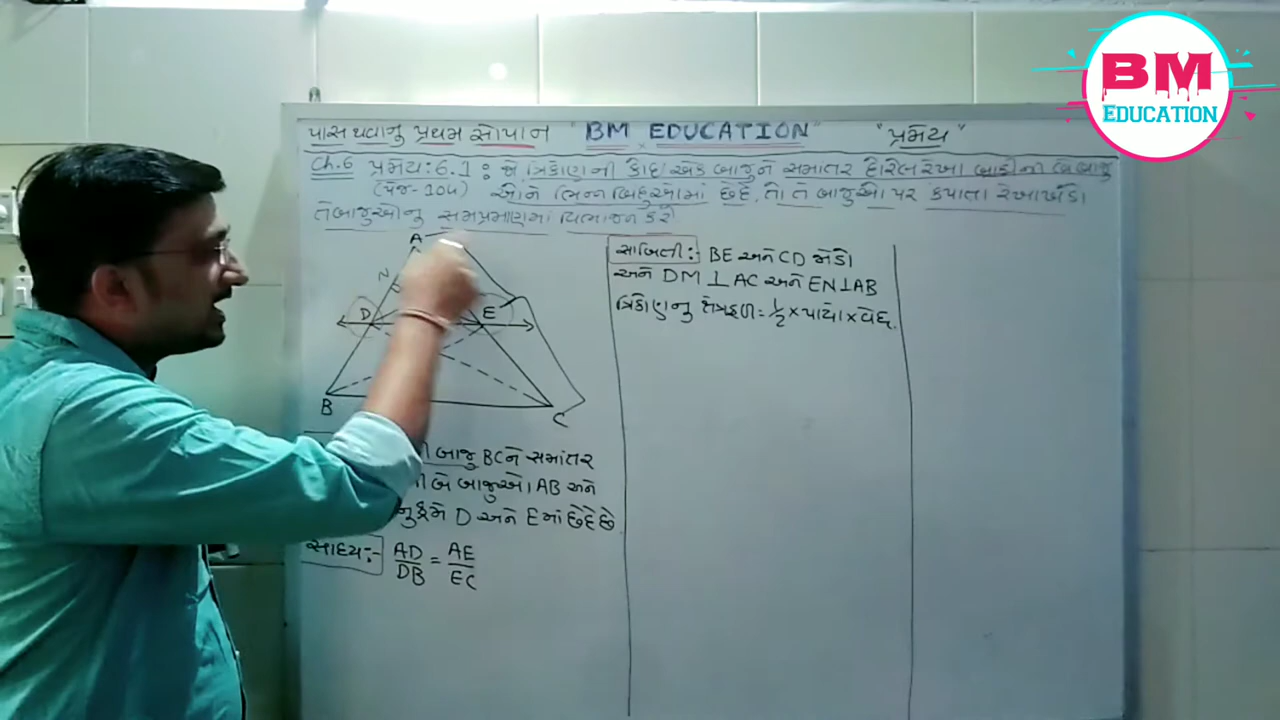 BM
EDUCATION
પાસ થવાનુ પ્રથમ સોપાન "BM EDUCATION" "પ્રમેય"
Ch.6 પ્રમેય:6.1: જો ત્રિકોણની કોઇ એક બાજુને સમાંતર દોરેલ રેખા બાકીની બે બાજુ
(પેજ-104) ઓને ભિન્ન બિંદુઓમાં છેદે, તો તે બાજુઓ પર કપાતા રેખાખંડો
તે બાજુઓનુ સમપ્રમાણમાં વિભાજન કરે
A
N
D E
B C
બાજુ BCને સમાંતર
બે બાજુઓ AB અને
D અને E માં છેદે છે.
સાધ્ય:- AD/DB = AE/EC
સાબિતી:- BE અને CD જોડો
અને DM⊥AC અને EN⊥AB
ત્રિકોણનુ ક્ષેત્રફળ = 1/2 × પાયો × વેધ.